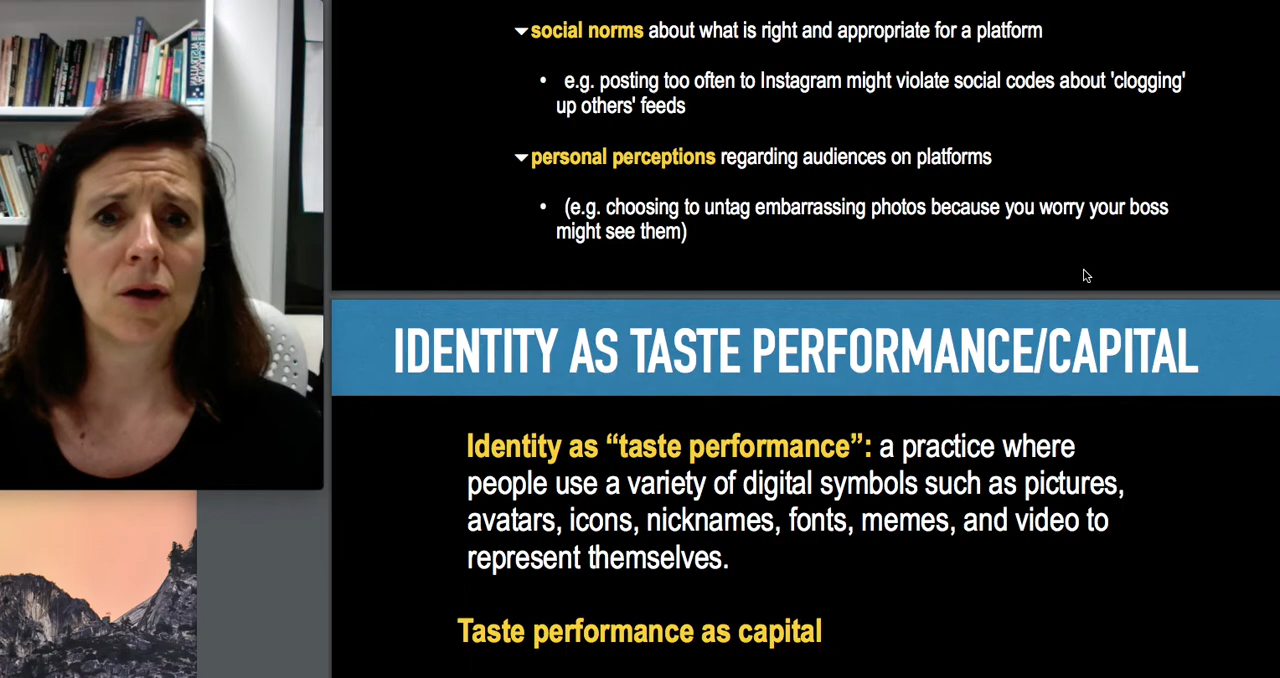 social norms about what is right and appropriate for a platform
• e.g. posting too often to Instagram might violate social codes about 'clogging'
up others' feeds
personal perceptions regarding audiences on platforms
• (e.g. choosing to untag embarrassing photos because you worry your boss
might see them)
IDENTITY AS TASTE PERFORMANCE/CAPITAL
Identity as “taste performance”: a practice where
people use a variety of digital symbols such as pictures,
avatars, icons, nicknames, fonts, memes, and video to
represent themselves.
Taste performance as capital